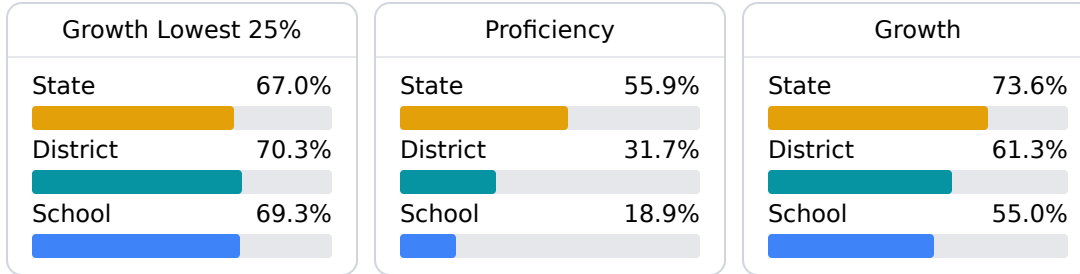 Growth Lowest 25%
State 67.0%
District 70.3%
School 69.3%
Proficiency
State 55.9%
District 31.7%
School 18.9%
Growth
State 73.6%
District 61.3%
School 55.0%